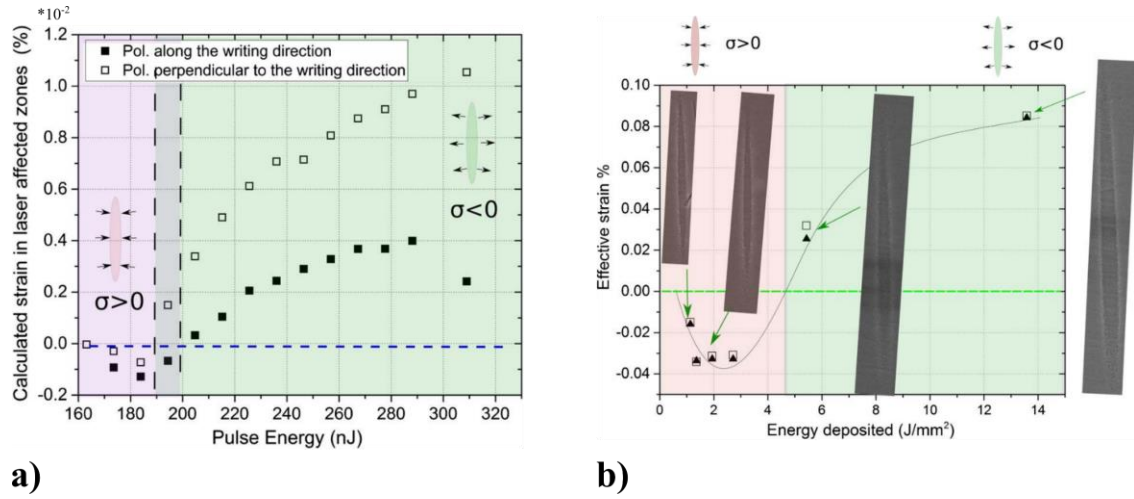 *10-2
1.2
1.0
0.8
0.6
0.4
0.2
0.0
-0.2
Calculated strain in laser affected zones (%)
Pol. along the writing direction
Pol. perpendicular to the writing direction
σ>0
σ<0
160 180 200 220 240 260 280 300 320
Pulse Energy (nJ)
a)
σ>0
σ<0
0.10
0.08
0.06
0.04
0.02
0.00
-0.02
-0.04
Effective strain %
0 2 4 6 8 10 12 14
Energy deposited (J/mm²)
b)